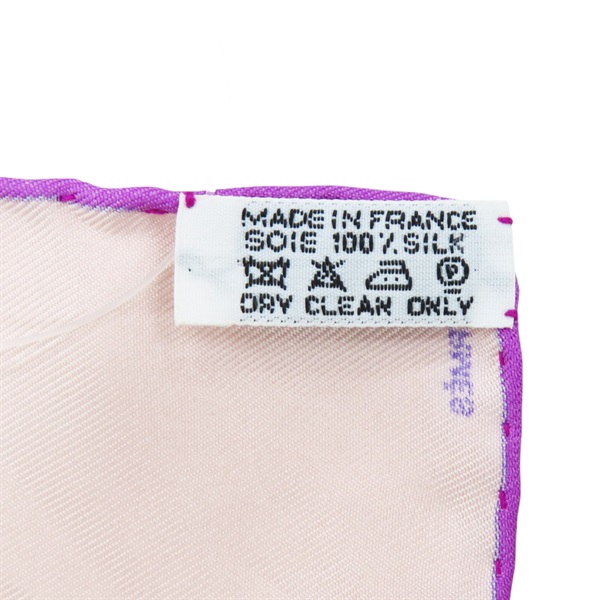 MADE IN FRANCE
SOIE 100% SILK
P
DRY CLEAN ONLY